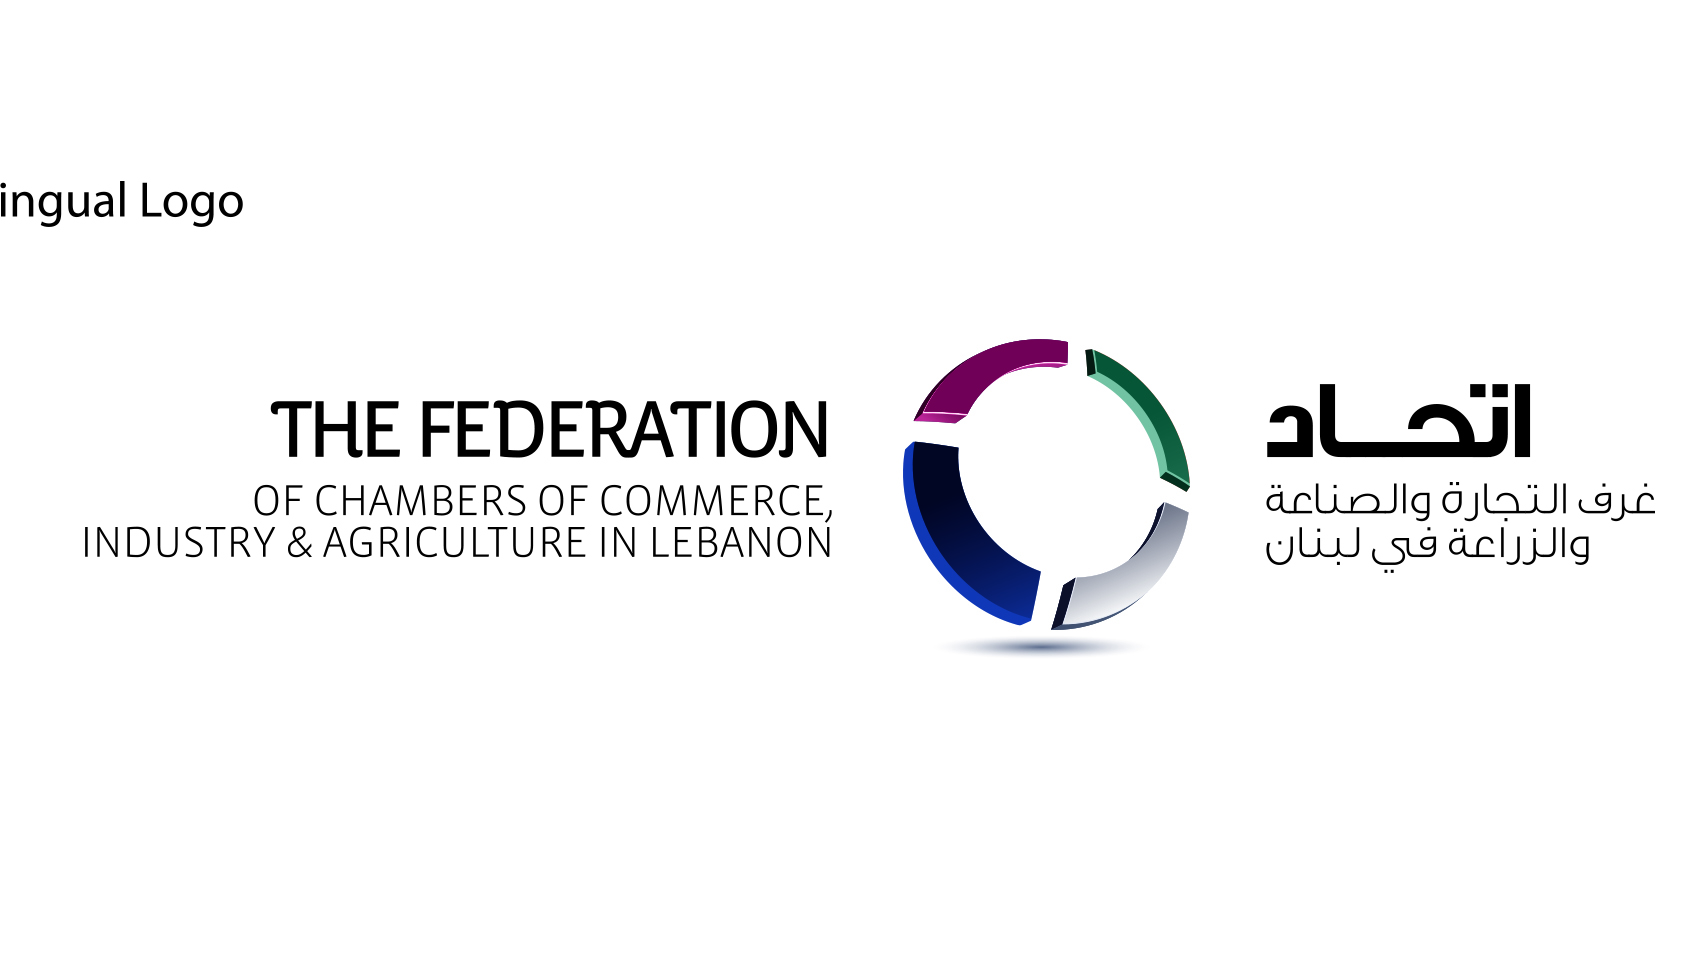 ingual Logo
THE FEDERATION
OF CHAMBERS OF COMMERCE,
INDUSTRY & AGRICULTURE IN LEBANON
اتحاد
غرف التجارة والصناعة
والزراعة في لبنان